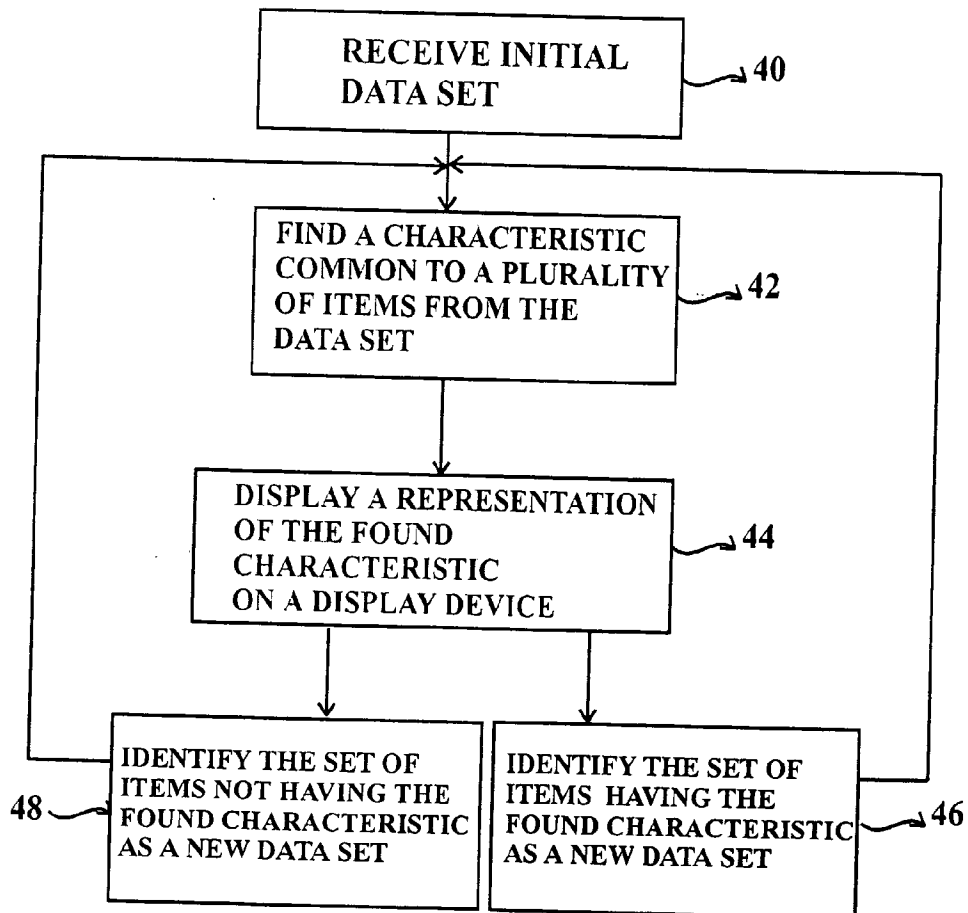 RECEIVE INITIAL
DATA SET
40
FIND A CHARACTERISTIC
COMMON TO A PLURALITY
OF ITEMS FROM THE
DATA SET
42
DISPLAY A REPRESENTATION
OF THE FOUND
CHARACTERISTIC
ON A DISPLAY DEVICE
44
48
IDENTIFY THE SET OF
ITEMS NOT HAVING THE
FOUND CHARACTERISTIC
AS A NEW DATA SET
IDENTIFY THE SET OF
ITEMS HAVING THE
FOUND CHARACTERISTIC
AS A NEW DATA SET
46